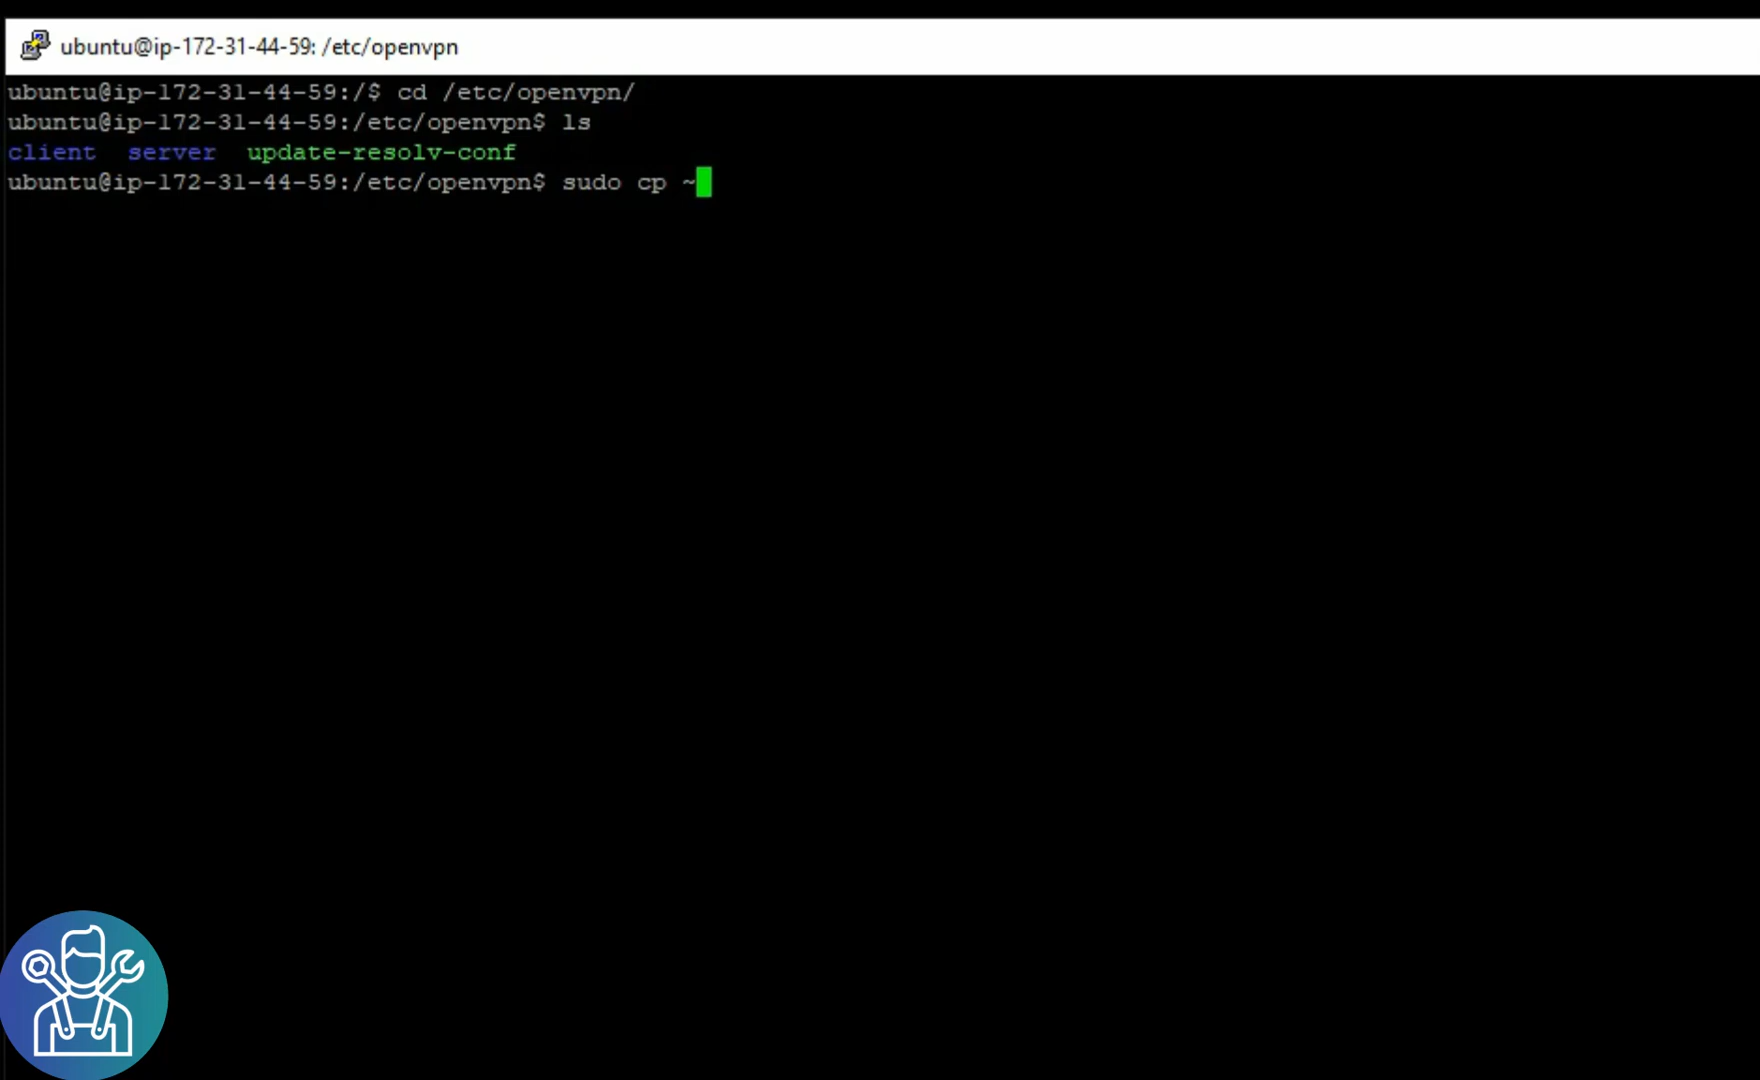 ubuntu@ip-172-31-44-59: /etc/openvpn
ubuntu@ip-172-31-44-59:/$ cd /etc/openvpn/
ubuntu@ip-172-31-44-59:/etc/openvpn$ ls
client  server  update-resolv-conf
ubuntu@ip-172-31-44-59:/etc/openvpn$ sudo cp ~